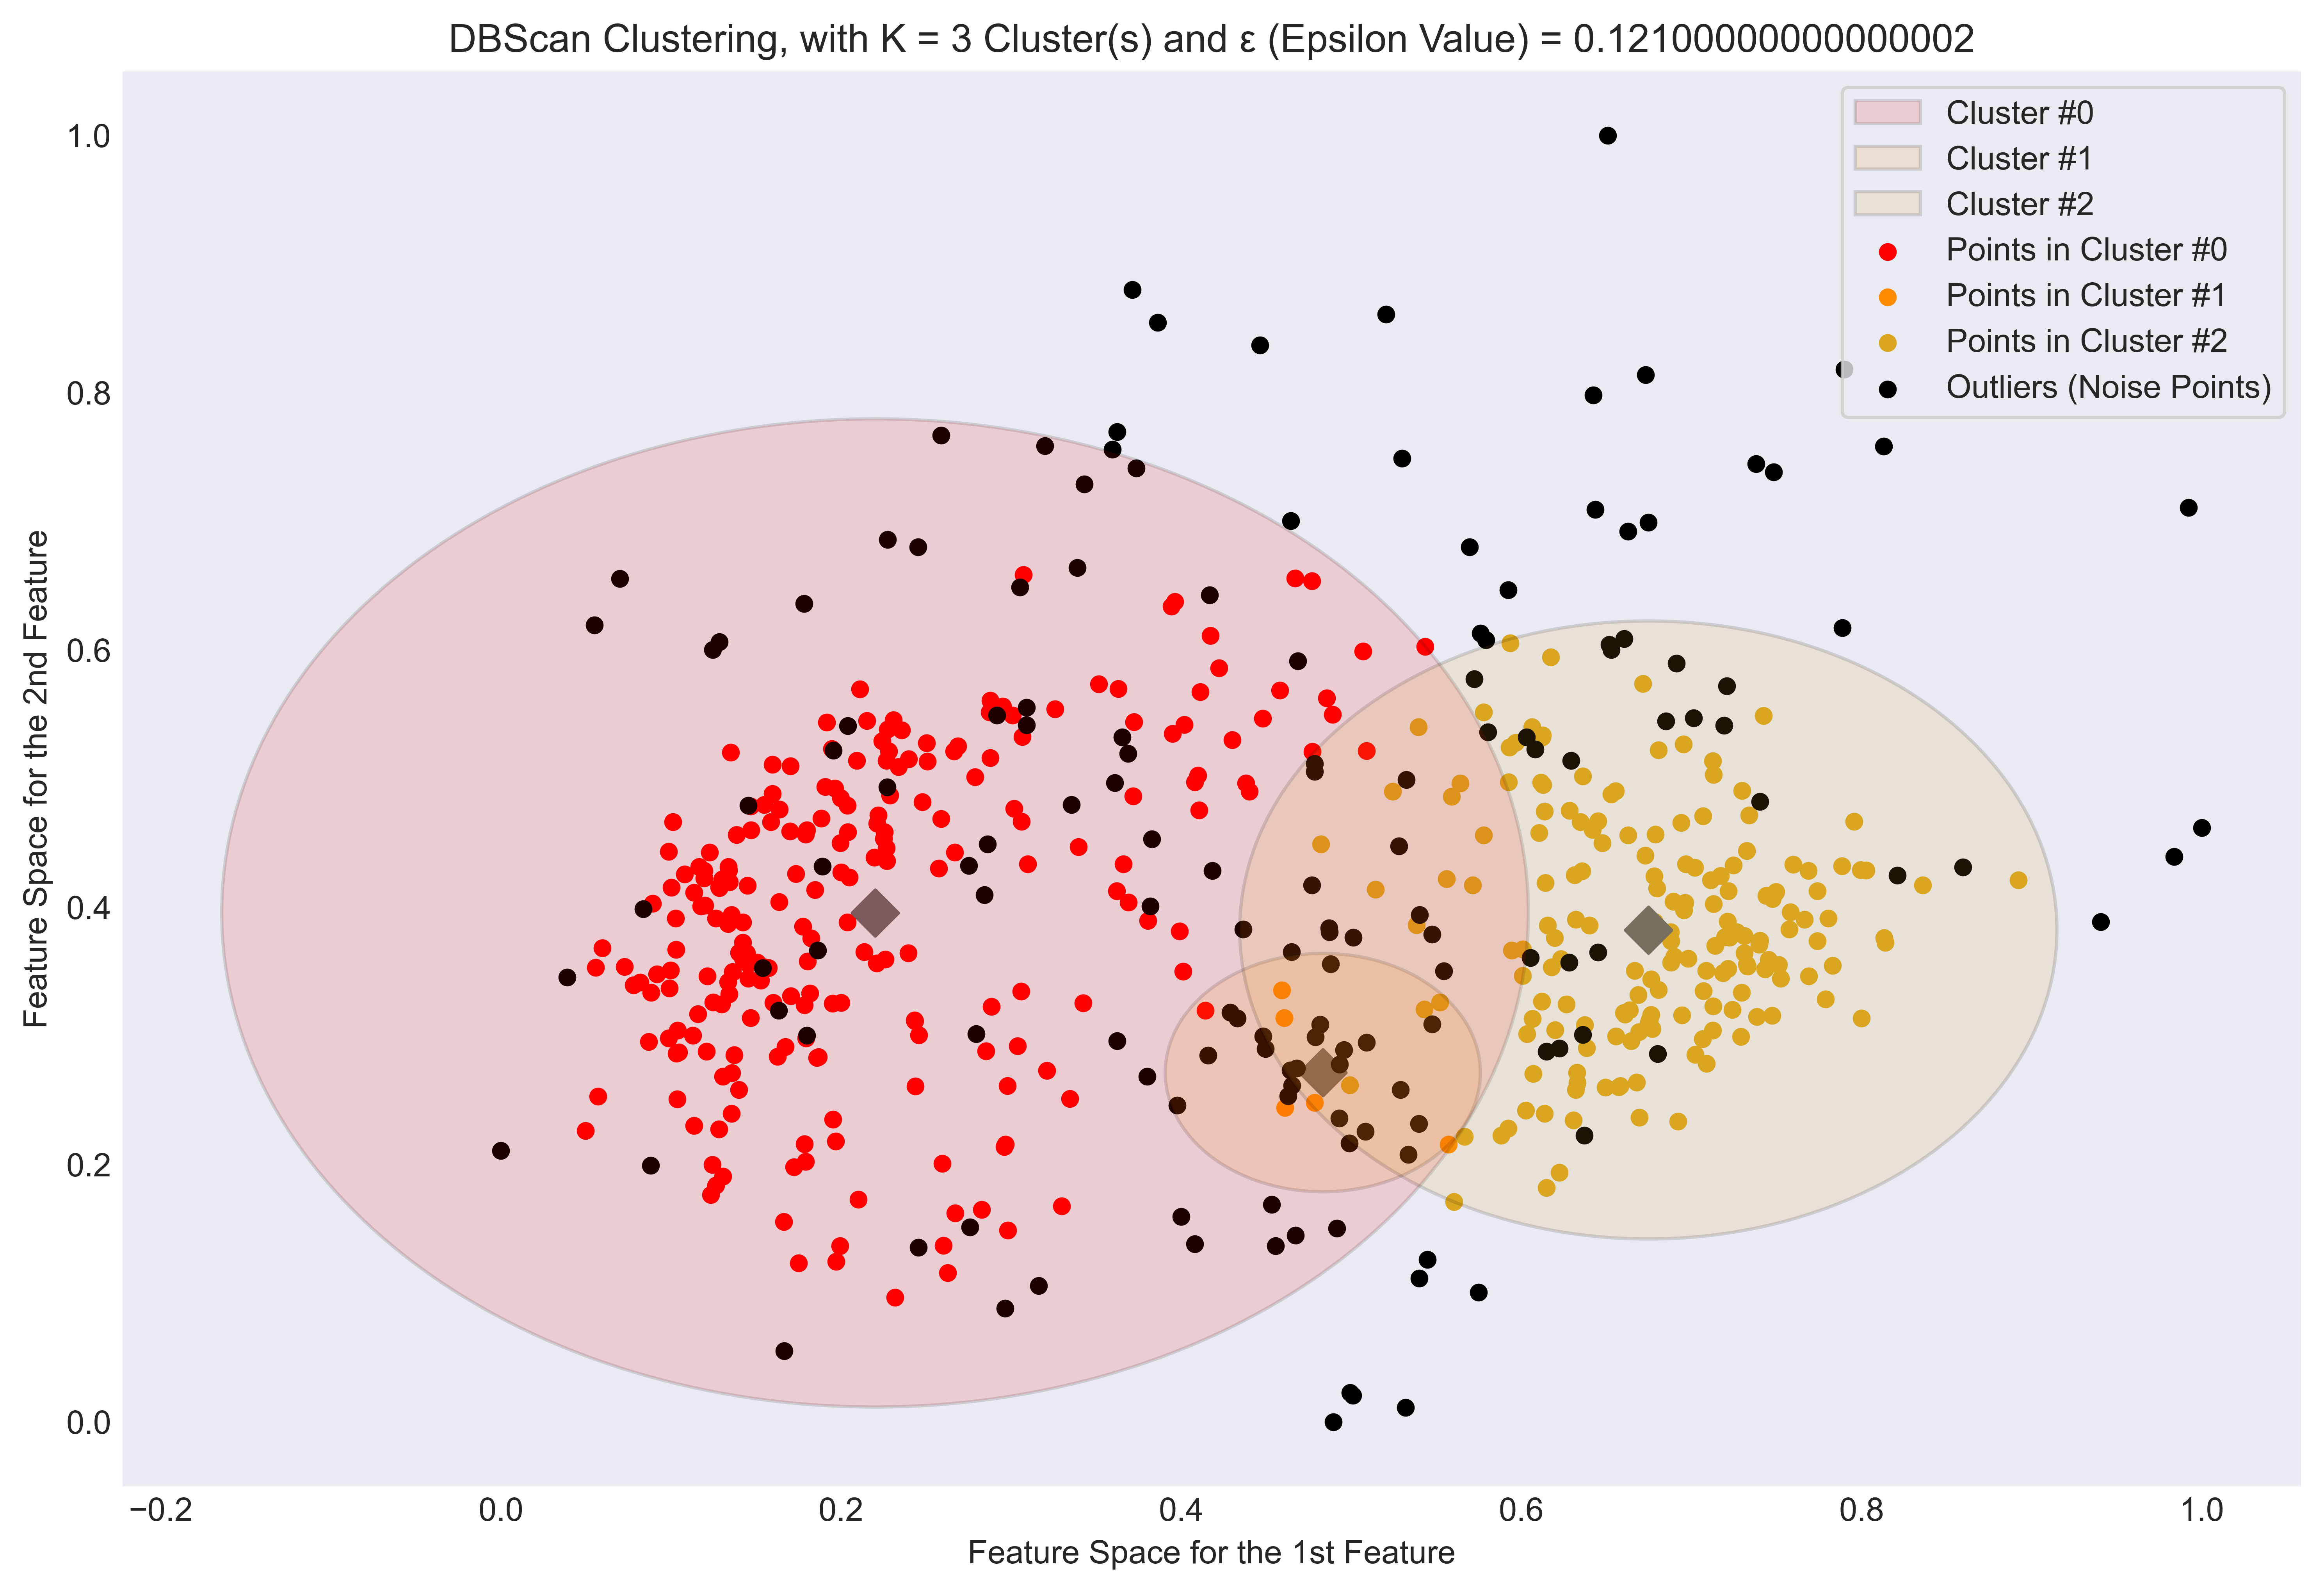 DBScan Clustering, with K = 3 Cluster(s) and ε (Epsilon Value) = 0.12100000000000002
Cluster #0
Cluster #1
Cluster #2
Points in Cluster #0
Points in Cluster #1
Points in Cluster #2
Outliers (Noise Points)
Feature Space for the 2nd Feature
1.0
0.8
0.6
0.4
0.2
0.0
−0.2 0.0 0.2 0.4 0.6 0.8 1.0
Feature Space for the 1st Feature